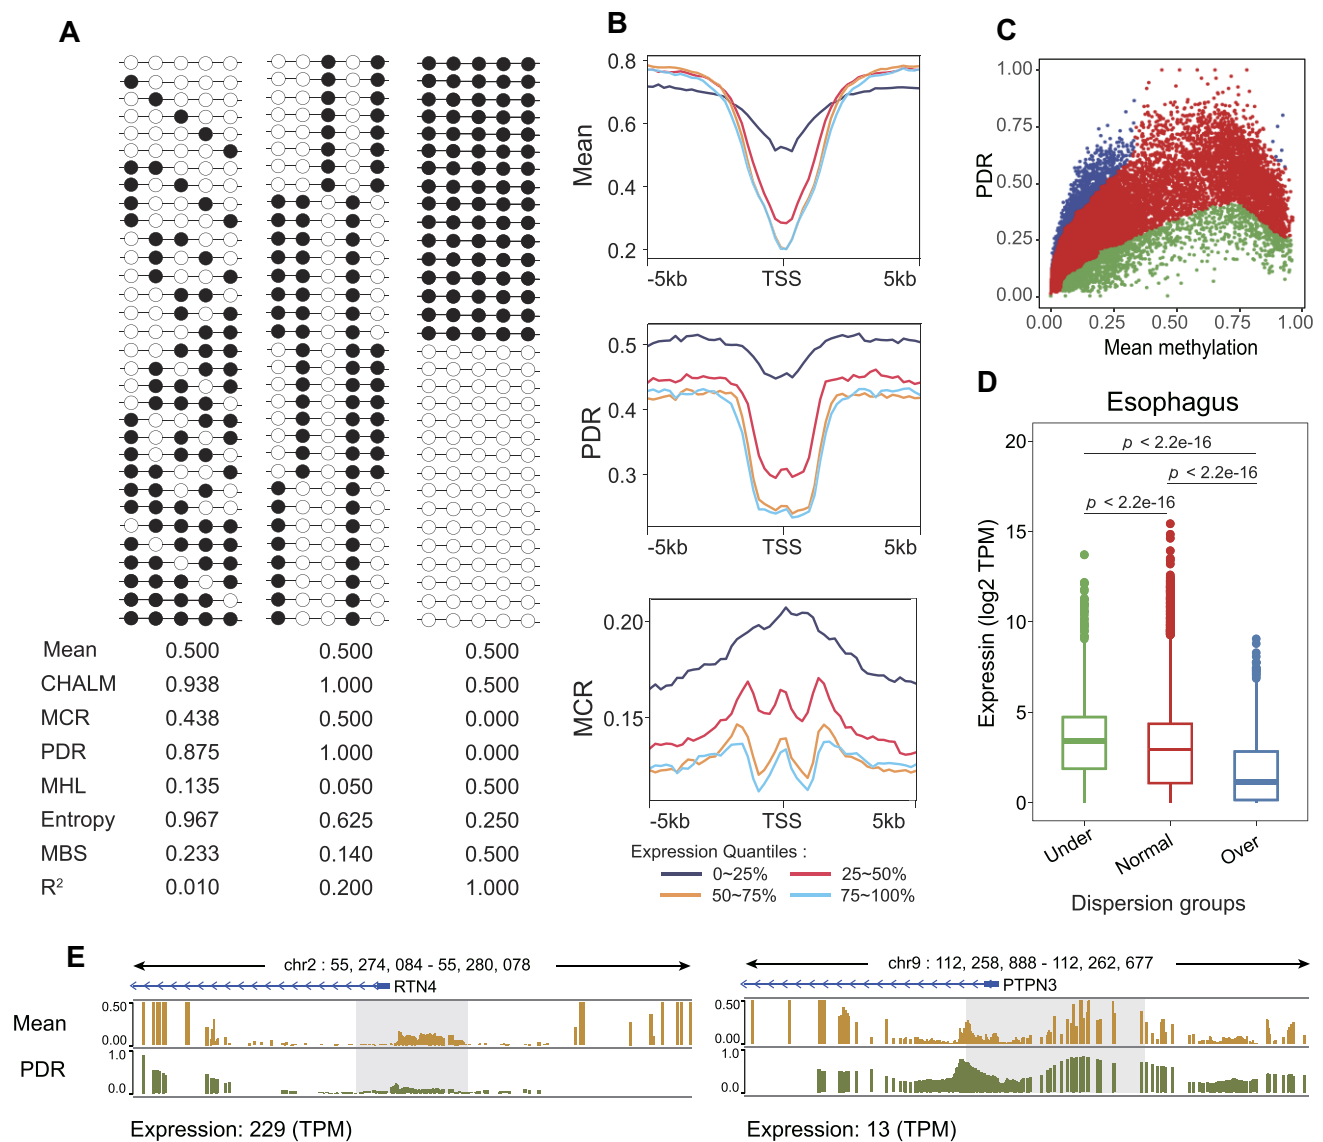 A
Mean 0.500 0.500 0.500
CHALM 0.938 1.000 0.500
MCR 0.438 0.500 0.000
PDR 0.875 1.000 0.000
MHL 0.135 0.050 0.500
Entropy 0.967 0.625 0.250
MBS 0.233 0.140 0.500
R² 0.010 0.200 1.000
B
Mean
0.8
0.6
0.4
0.2
-5kb TSS 5kb
PDR
0.5
0.4
0.3
-5kb TSS 5kb
MCR
0.20
0.15
-5kb TSS 5kb
Expression Quantiles :
0~25% 25~50%
50~75% 75~100%
C
PDR
1.00
0.75
0.50
0.25
0.00
0.00 0.25 0.50 0.75 1.00
Mean methylation
D
Esophagus
Expressin (log2 TPM)
20
15
10
5
0
p < 2.2e-16
p < 2.2e-16
p < 2.2e-16
Under Normal Over
Dispersion groups
E
chr2 : 55, 274, 084 - 55, 280, 078
RTN4
Mean
0.50
0.00
PDR
1.0
0.0
Expression: 229 (TPM)
chr9 : 112, 258, 888 - 112, 262, 677
PTPN3
0.50
0.00
1.0
0.0
Expression: 13 (TPM)